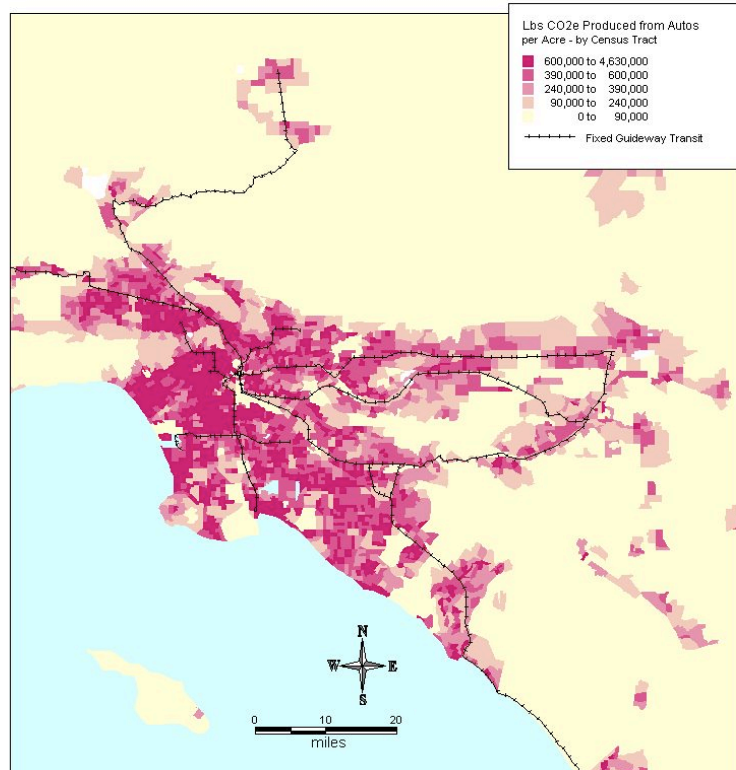 Lbs CO2e Produced from Autos
per Acre - by Census Tract
600,000 to 4,630,000
390,000 to 600,000
240,000 to 390,000
90,000 to 240,000
0 to 90,000
Fixed Guideway Transit
N
W E
S
0 10 20
miles